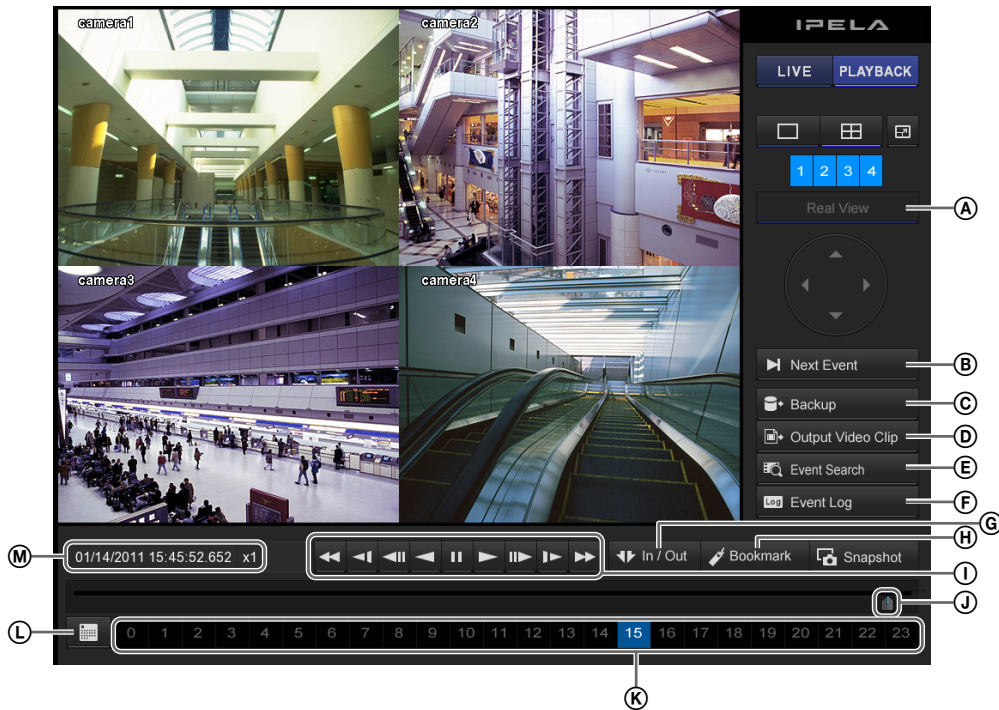 camera1
camera2
camera3
camera4
IPELA
LIVE PLAYBACK
1 2 3 4
Real View
Next Event
Backup
Output Video Clip
Event Search
Log Event Log
01/14/2011 15:45:52.652 x1
In / Out
Bookmark
Snapshot
0 1 2 3 4 5 6 7 8 9 10 11 12 13 14 15 16 17 18 19 20 21 22 23
A
B
C
D
E
F
G
H
I
J
K
L
M